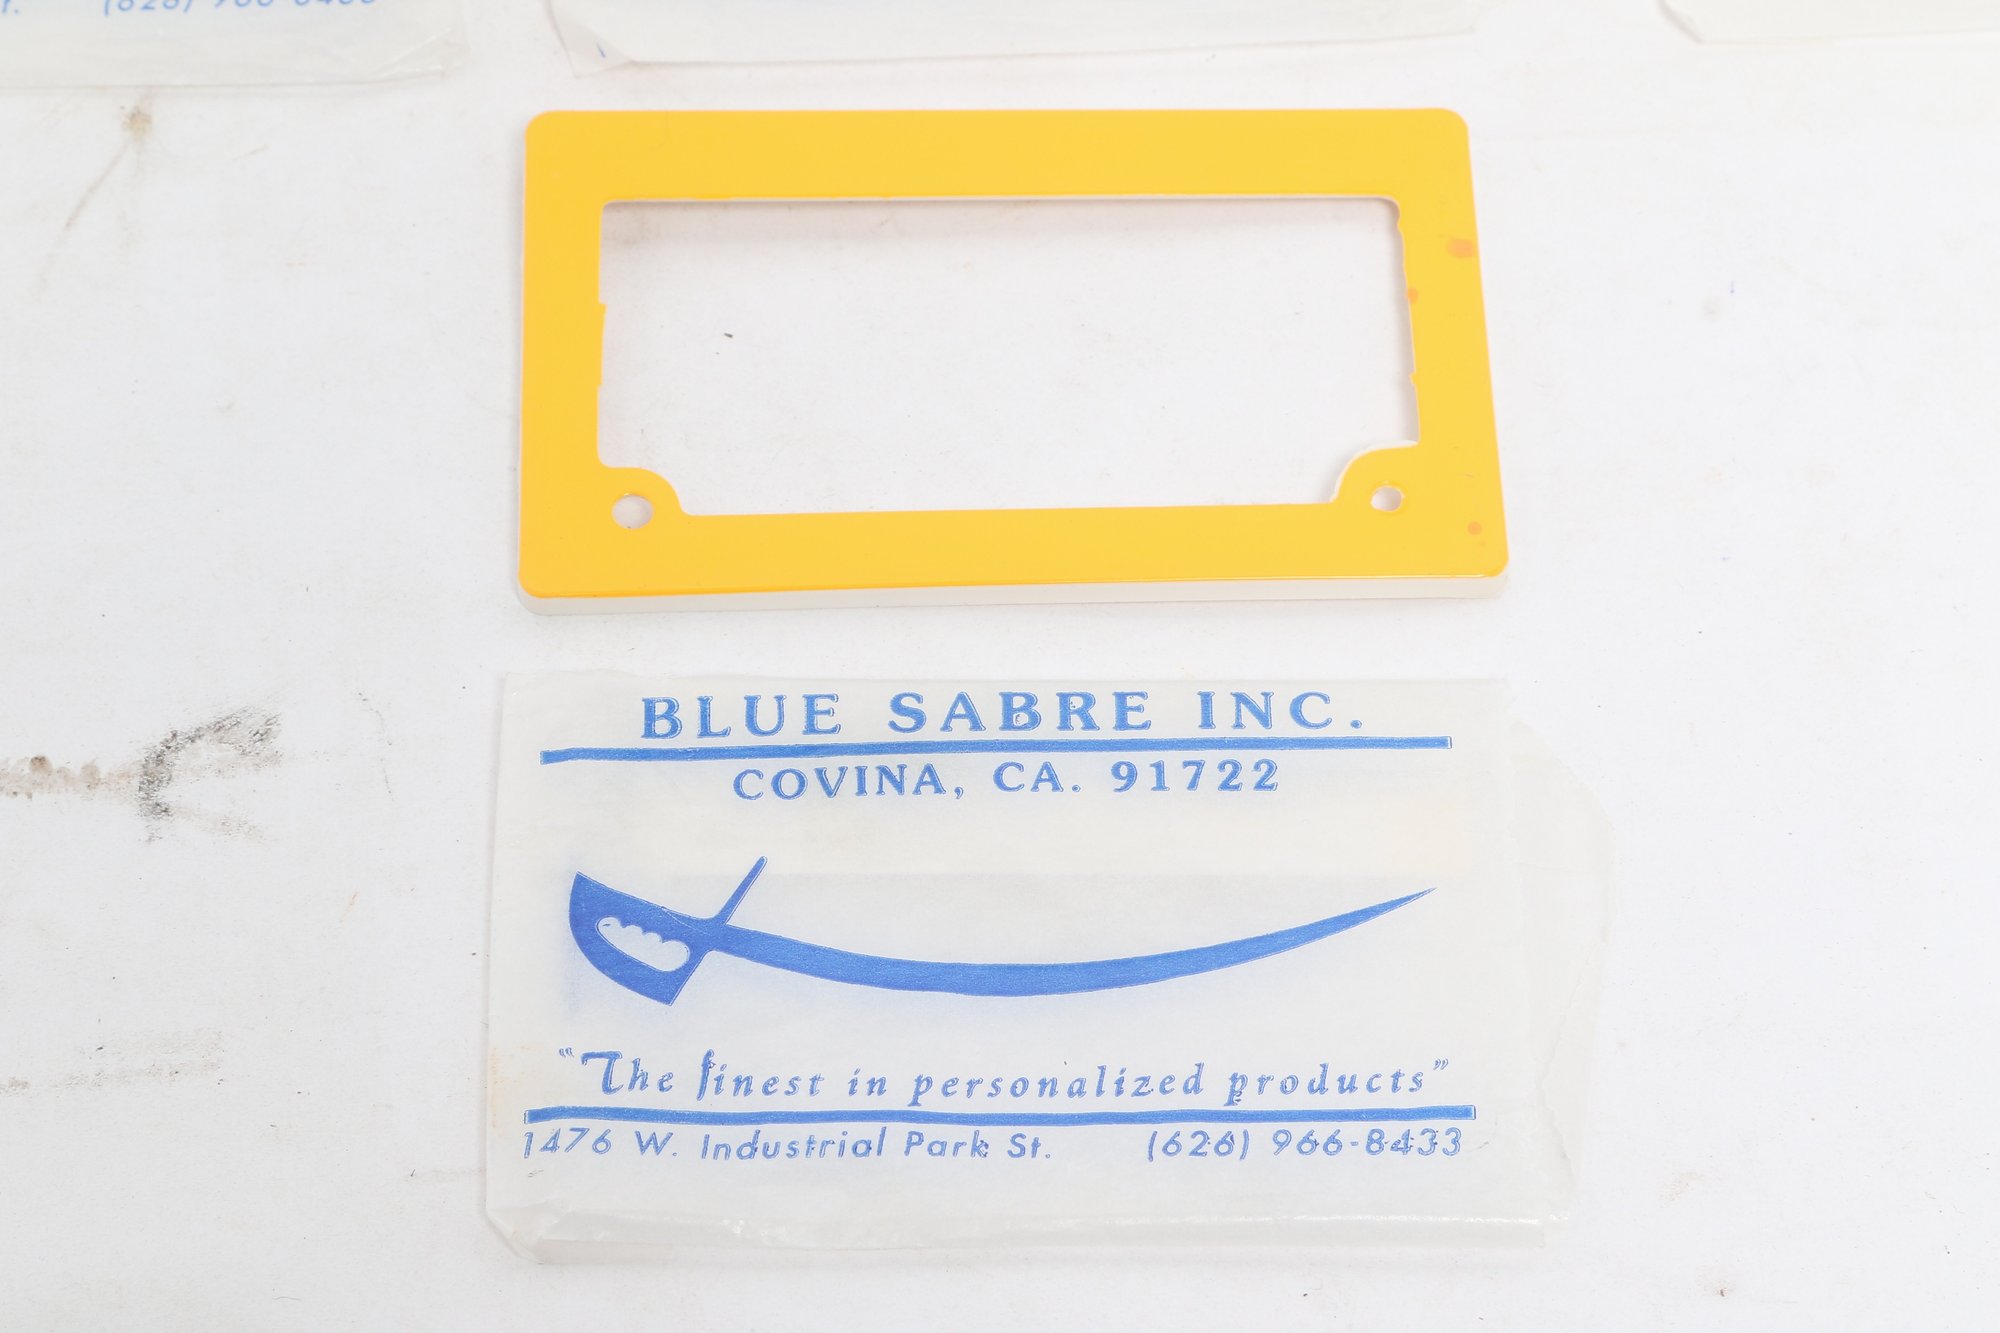 BLUE SABRE INC.
COVINA, CA. 91722
"The finest in personalized products"
1476 W. Industrial Park St. (626) 966-8433